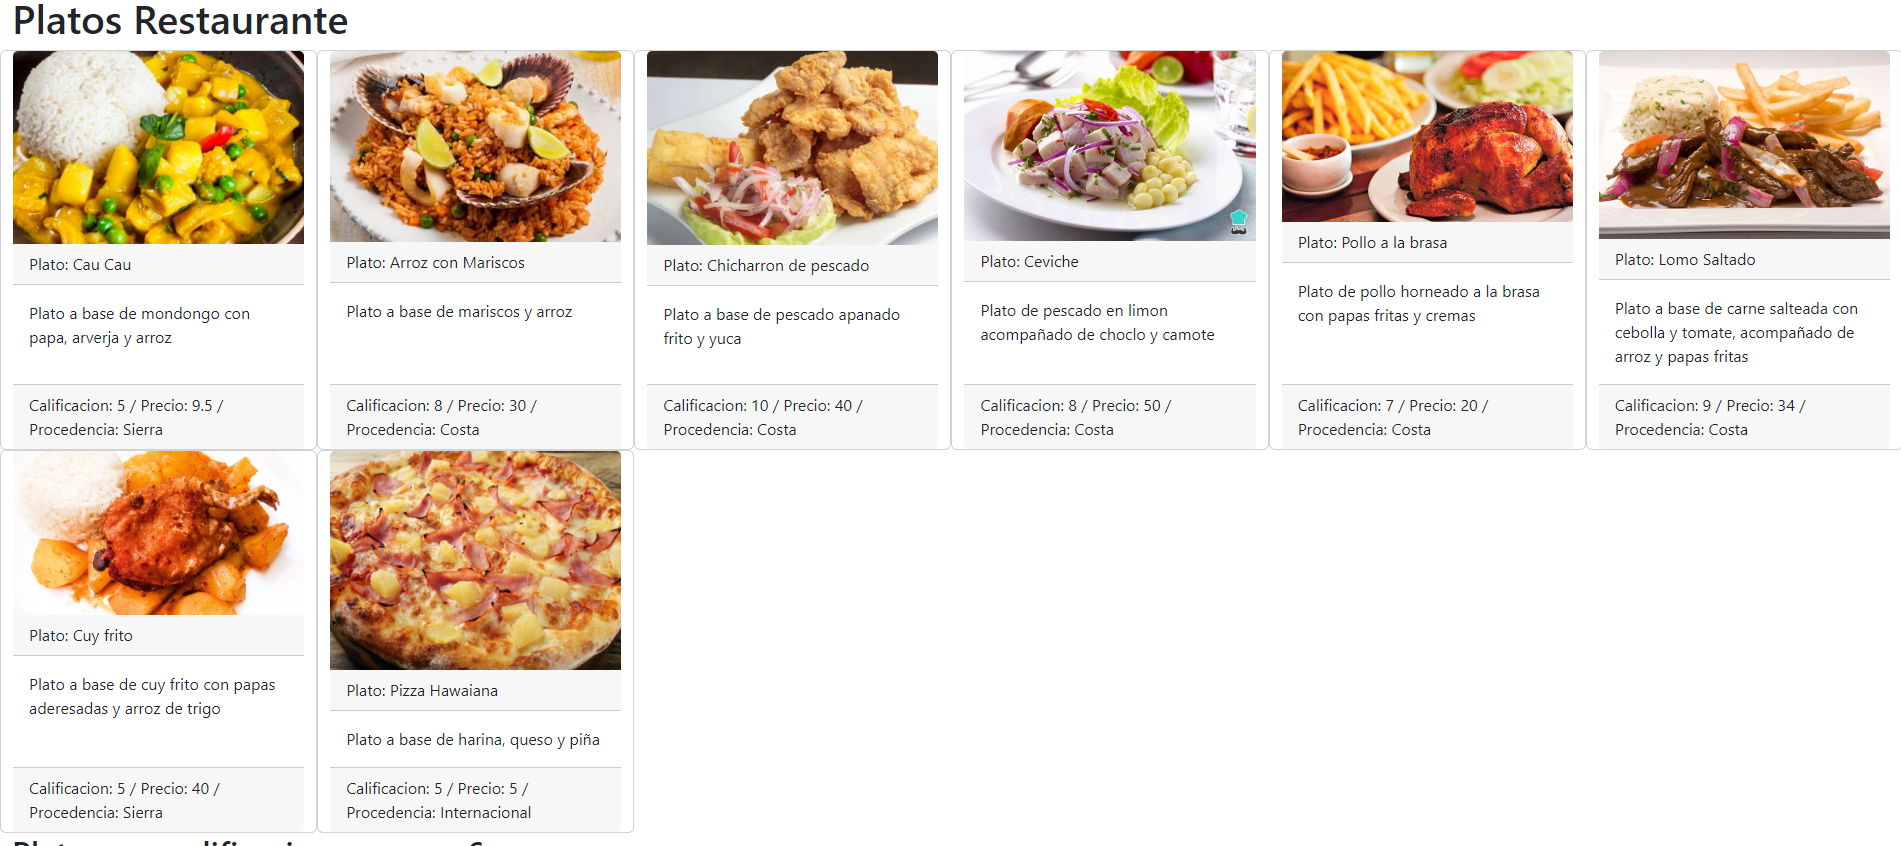 Platos Restaurante
Plato: Cau Cau
Plato a base de mondongo con
papa, arverja y arroz
Calificacion: 5 / Precio: 9.5 /
Procedencia: Sierra
Plato: Arroz con Mariscos
Plato a base de mariscos y arroz
Calificacion: 8 / Precio: 30 /
Procedencia: Costa
Plato: Chicharron de pescado
Plato a base de pescado apanado
frito y yuca
Calificacion: 10 / Precio: 40 /
Procedencia: Costa
Plato: Ceviche
Plato de pescado en limon
acompañado de choclo y camote
Calificacion: 8 / Precio: 50 /
Procedencia: Costa
Plato: Pollo a la brasa
Plato de pollo horneado a la brasa
con papas fritas y cremas
Calificacion: 7 / Precio: 20 /
Procedencia: Costa
Plato: Lomo Saltado
Plato a base de carne salteada con
cebolla y tomate, acompañado de
arroz y papas fritas
Calificacion: 9 / Precio: 34 /
Procedencia: Costa
Plato: Cuy frito
Plato a base de cuy frito con papas
aderesadas y arroz de trigo
Calificacion: 5 / Precio: 40 /
Procedencia: Sierra
Plato: Pizza Hawaiana
Plato a base de harina, queso y piña
Calificacion: 5 / Precio: 5 /
Procedencia: Internacional